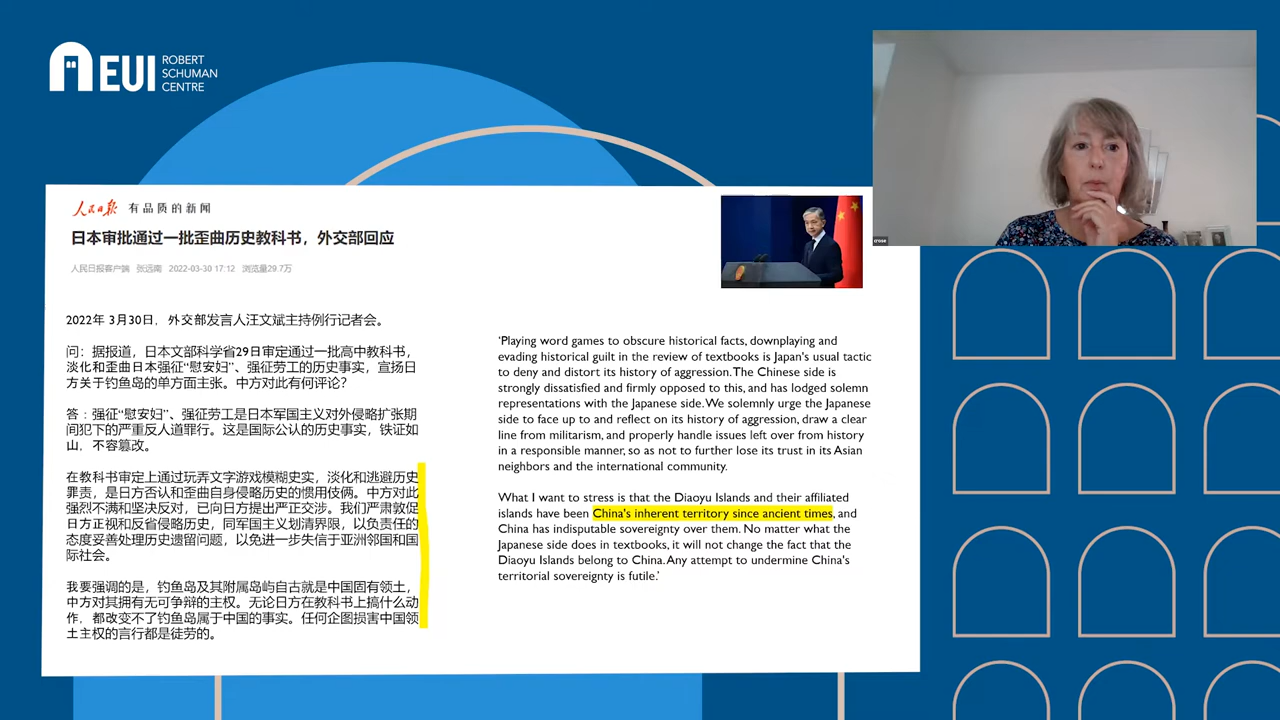 EUI
ROBERT
SCHUMAN
CENTRE
人民日报 有品质的新闻
日本审批通过一批歪曲历史教科书，外交部回应
人民日报客户端 张远南 2022-03-30 17:12 浏览量29.7万
2022年 3月30日，外交部发言人汪文斌主持例行记者会。
问：据报道，日本文部科学省29日审定通过一批高中教科书，
淡化和歪曲日本强征“慰安妇”、强征劳工的历史事实，宣扬日
方关于钓鱼岛的单方面主张。中方对此有何评论？
答：强征“慰安妇”、强征劳工是日本军国主义对外侵略扩张期
间犯下的严重反人道罪行。这是国际公认的历史事实，铁证如
山，不容篡改。
在教科书审定上通过玩弄文字游戏模糊史实，淡化和逃避历史
罪责，是日方否认和歪曲自身侵略历史的惯用伎俩。中方对此
强烈不满和坚决反对，已向日方提出严正交涉。我们严肃敦促
日方正视和反省侵略历史，同军国主义划清界限，以负责任的
态度妥善处理历史遗留问题，以免进一步失信于亚洲邻国和国
际社会。
我要强调的是，钓鱼岛及其附属岛屿自古就是中国固有领土，
中方对其拥有无可争辩的主权。无论日方在教科书上搞什么动
作，都改变不了钓鱼岛属于中国的事实。任何企图损害中国领
土主权的言行都是徒劳的。
‘Playing word games to obscure historical facts, downplaying and
evading historical guilt in the review of textbooks is Japan's usual tactic
to deny and distort its history of aggression. The Chinese side is
strongly dissatisfied and firmly opposed to this, and has lodged solemn
representations with the Japanese side. We solemnly urge the Japanese
side to face up to and reflect on its history of aggression, draw a clear
line from militarism, and properly handle issues left over from history
in a responsible manner, so as not to further lose its trust in its Asian
neighbors and the international community.
What I want to stress is that the Diaoyu Islands and their affiliated
islands have been China's inherent territory since ancient times, and
China has indisputable sovereignty over them. No matter what the
Japanese side does in textbooks, it will not change the fact that the
Diaoyu Islands belong to China. Any attempt to undermine China's
territorial sovereignty is futile.’
crose